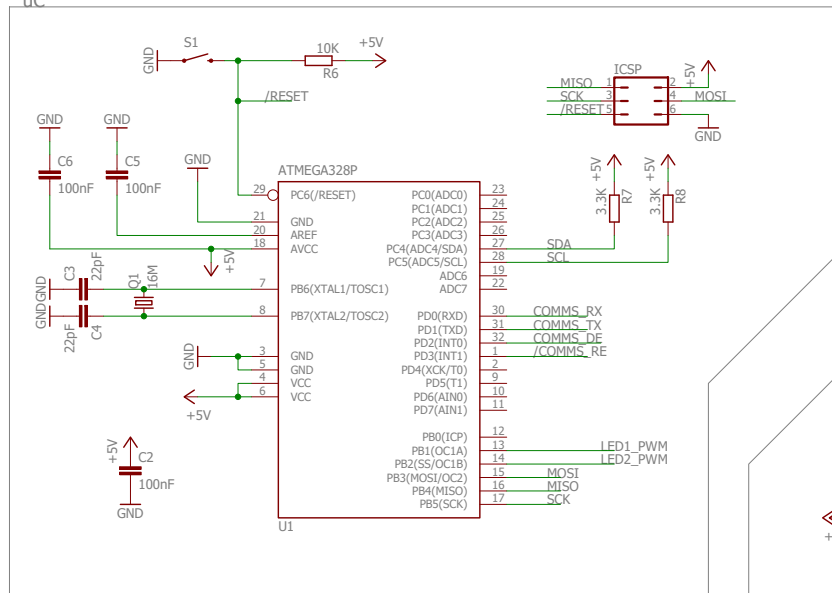 uC
S1
GND
10K
R6
+5V
/RESET
ICSP
MISO 1
SCK 3
/RESET 5
2 +5V
4 MOSI
6
GND
GND
GND
C6
100nF
C5
100nF
GND
ATMEGA328P
29 PC6(/RESET)
21 GND
20 AREF
18 AVCC
7 PB6(XTAL1/TOSC1)
8 PB7(XTAL2/TOSC2)
3 GND
5 GND
4 VCC
6 VCC
PC0(ADC0) 23
PC1(ADC1) 24
PC2(ADC2) 25
PC3(ADC3) 26
PC4(ADC4/SDA) 27 SDA
PC5(ADC5/SCL) 28 SCL
ADC6 19
ADC7 22
PD0(RXD) 30 COMMS_RX
PD1(TXD) 31 COMMS_TX
PD2(INT0) 32 COMMS_DE
PD3(INT1) 1 /COMMS_RE
PD4(XCK/T0) 2
PD5(T1) 9
PD6(AIN0) 10
PD7(AIN1) 11
PB0(ICP) 12
PB1(OC1A) 13 LED1_PWM
PB2(SS/OC1B) 14 LED2_PWM
PB3(MOSI/OC2) 15 MOSI
PB4(MISO) 16 MISO
PB5(SCK) 17 SCK
U1
+5V
3.3K
R7
+5V
3.3K
R8
+5V
GND
C3
22pF
Q1
16M
GND
22pF
C4
GND
+5V
+5V
C2
100nF
GND
+